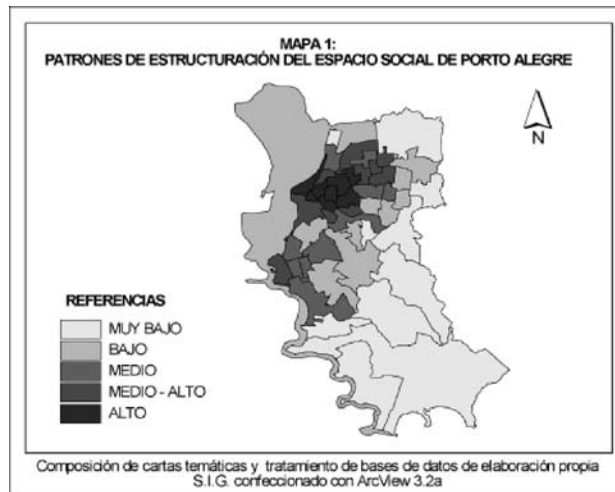 MAPA 1:
PATRONES DE ESTRUCTURACIÓN DEL ESPACIO SOCIAL DE PORTO ALEGRE
N
REFERENCIAS
MUY BAJO
BAJO
MEDIO
MEDIO - ALTO
ALTO
Composición de cartas temáticas y tratamiento de bases de datos de elaboración propia
S.I.G. confeccionado con ArcView 3.2a